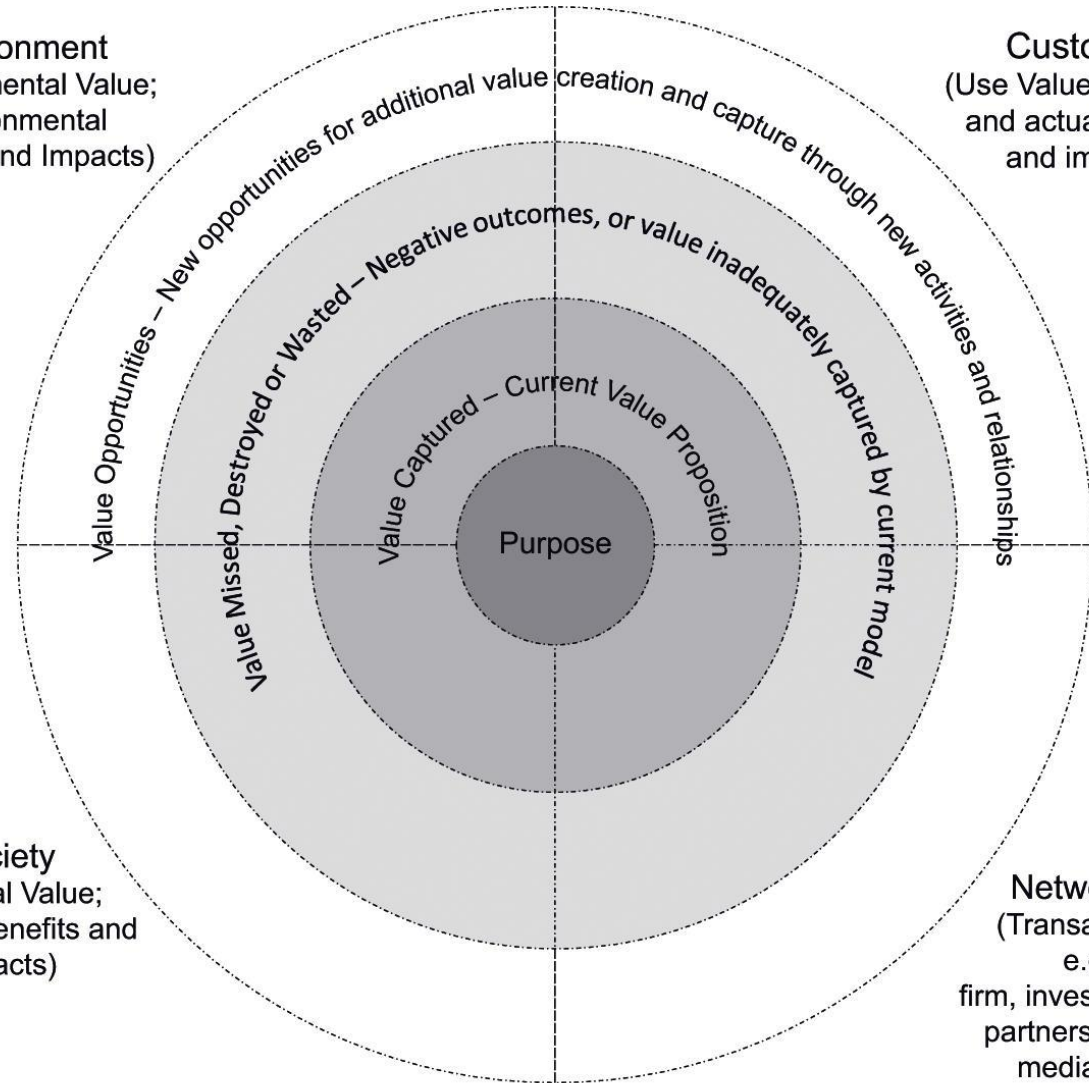 onment
ental Value;
nmental
nd Impacts)
Custo
(Use Value
and actua
and im
Value Opportunities – New opportunities for additional value creation and capture through new activities and relationships
Value Missed, Destroyed or Wasted – Negative outcomes, or value inadequately captured by current model
Value Captured – Current Value Proposition
Purpose
ciety
al Value;
enefits and
acts)
Netwo
(Transa
e.
firm, inves
partners
media